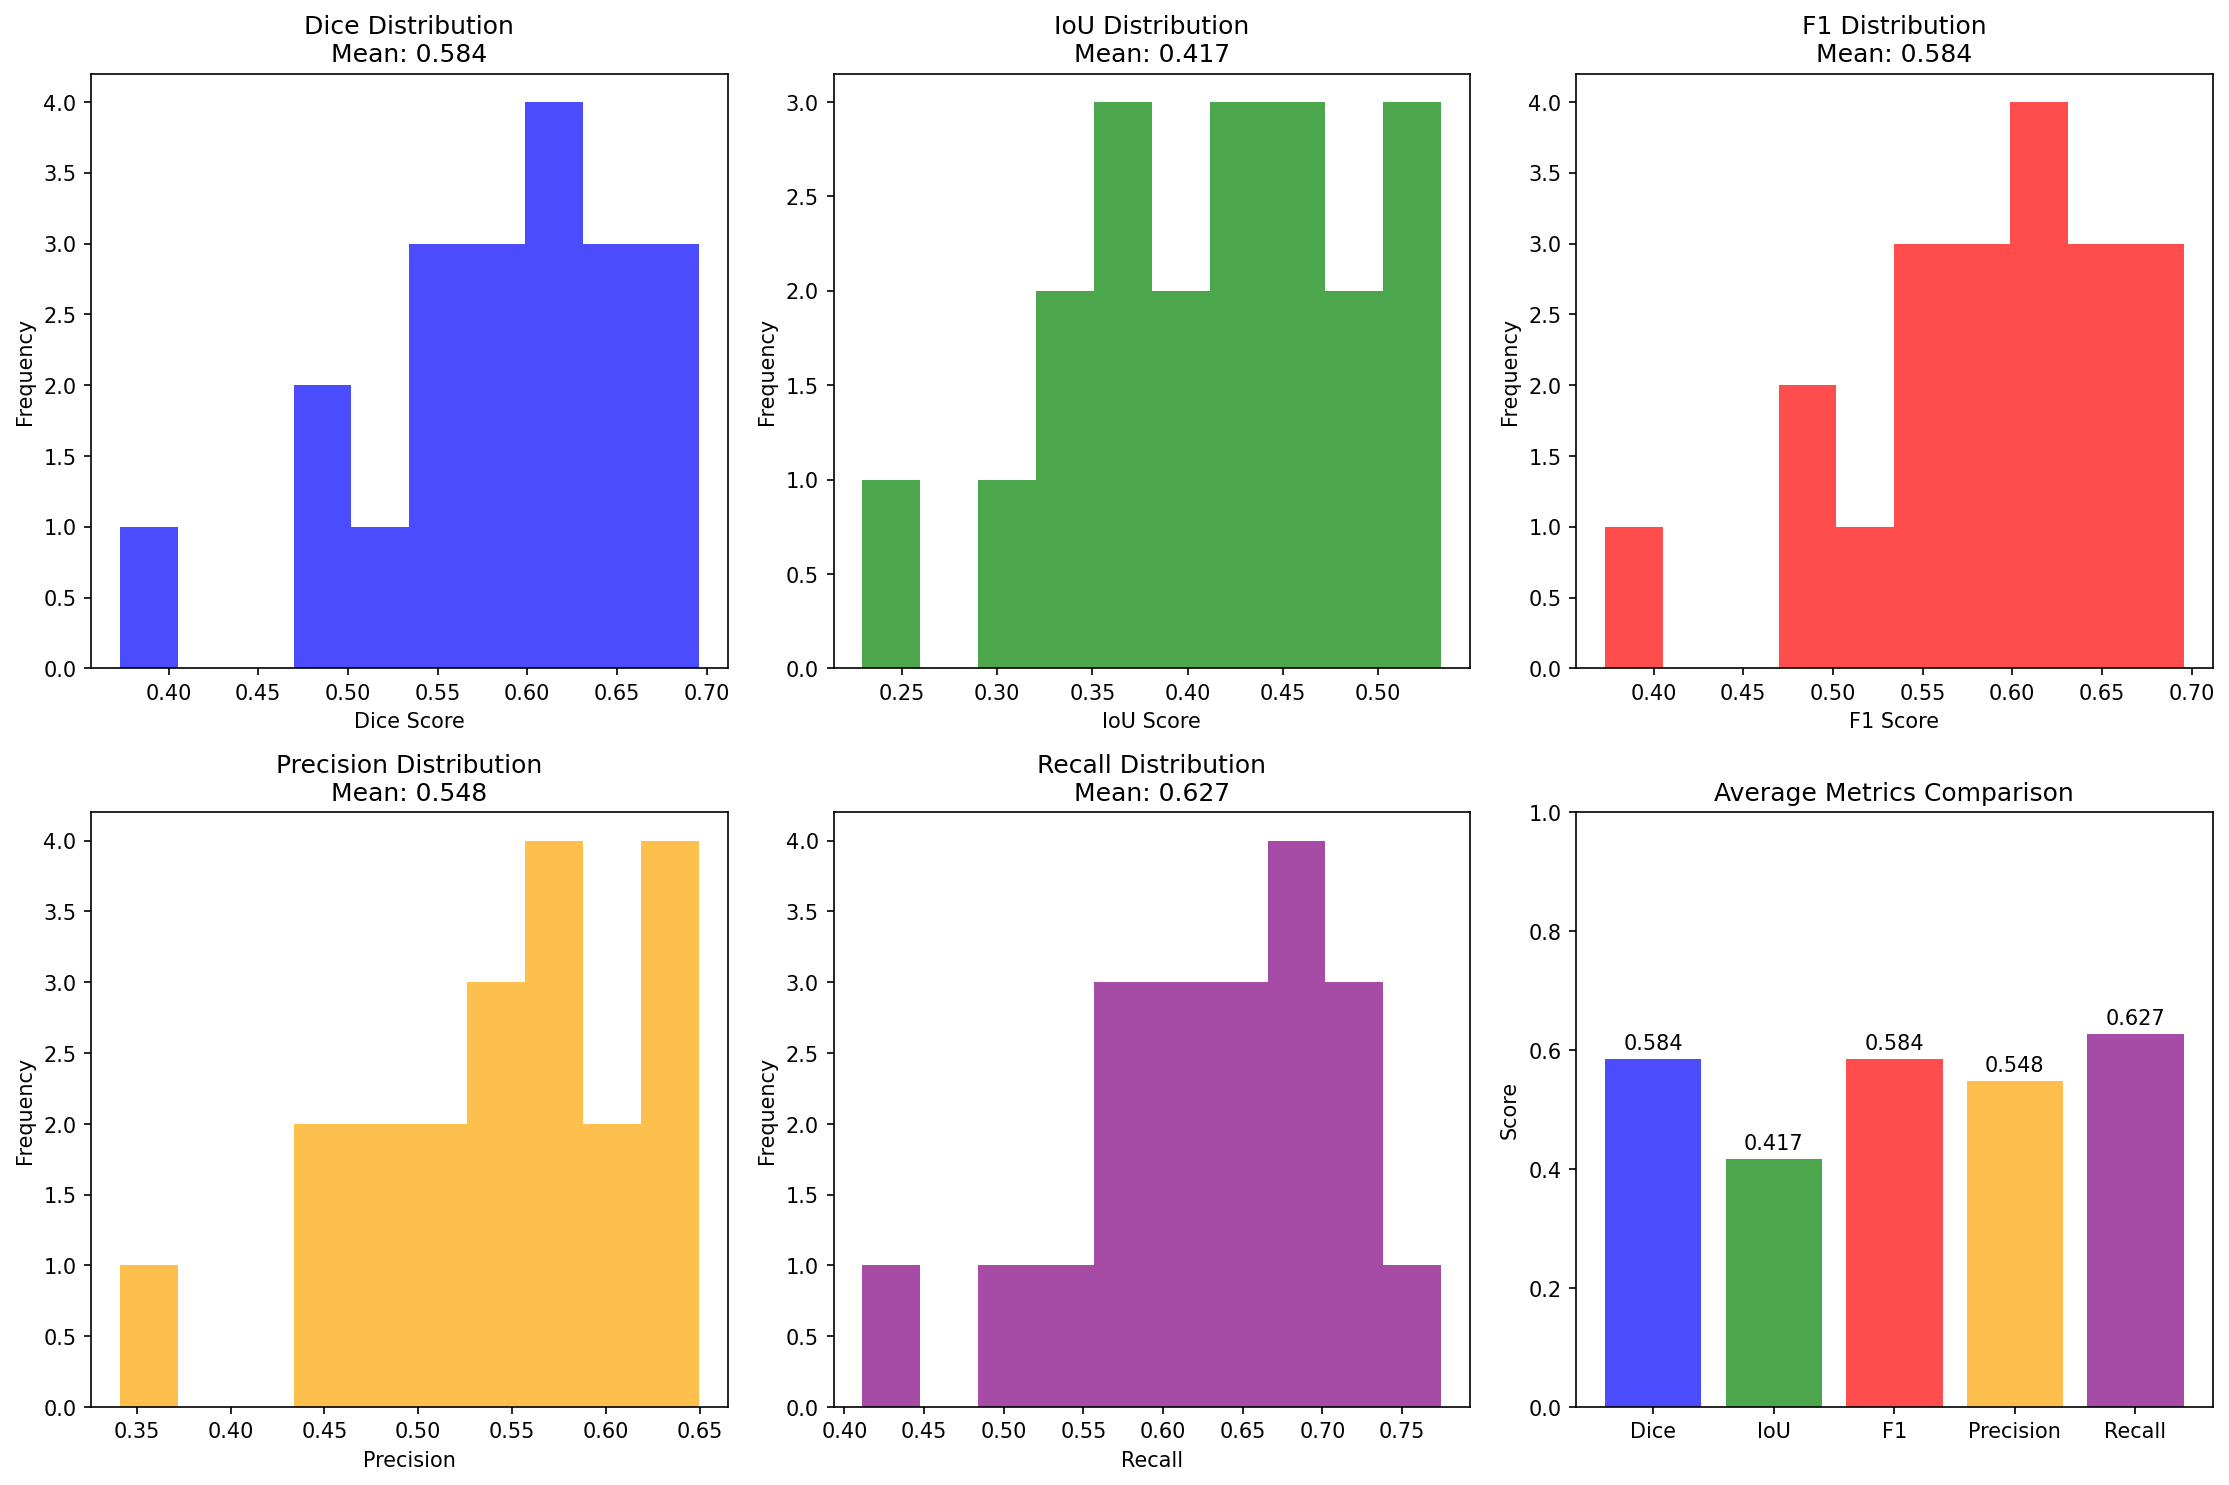 Dice Distribution
Mean: 0.584
4.0
3.5
3.0
2.5
2.0
1.5
1.0
0.5
0.0
Frequency
0.40 0.45 0.50 0.55 0.60 0.65 0.70
Dice Score
IoU Distribution
Mean: 0.417
3.0
2.5
2.0
1.5
1.0
0.5
0.0
Frequency
0.25 0.30 0.35 0.40 0.45 0.50
IoU Score
F1 Distribution
Mean: 0.584
4.0
3.5
3.0
2.5
2.0
1.5
1.0
0.5
0.0
Frequency
0.40 0.45 0.50 0.55 0.60 0.65 0.70
F1 Score
Precision Distribution
Mean: 0.548
4.0
3.5
3.0
2.5
2.0
1.5
1.0
0.5
0.0
Frequency
0.35 0.40 0.45 0.50 0.55 0.60 0.65
Precision
Recall Distribution
Mean: 0.627
4.0
3.5
3.0
2.5
2.0
1.5
1.0
0.5
0.0
Frequency
0.40 0.45 0.50 0.55 0.60 0.65 0.70 0.75
Recall
Average Metrics Comparison
1.0
0.8
0.6
0.4
0.2
0.0
Score
0.584 0.417 0.584 0.548 0.627
Dice IoU F1 Precision Recall